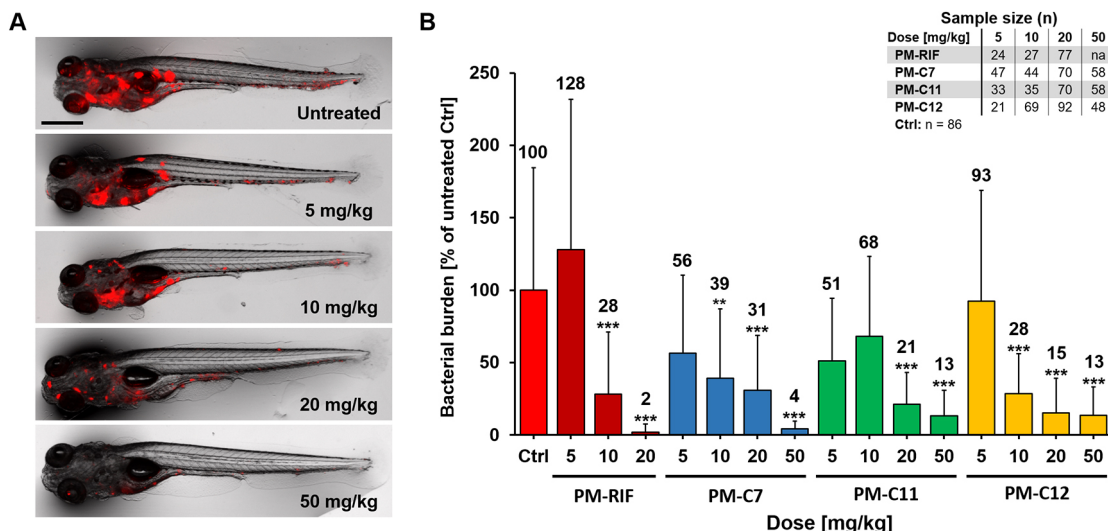 A
Untreated
5 mg/kg
10 mg/kg
20 mg/kg
50 mg/kg
B
Sample size (n)
Dose [mg/kg] 5 10 20 50
PM-RIF 24 27 77 na
PM-C7 47 44 70 58
PM-C11 33 35 70 58
PM-C12 21 69 92 48
Ctrl: n = 86
Bacterial burden [% of untreated Ctrl]
250
200
150
100
50
0
100
128
28
***
2
***
56
39
**
31
***
4
***
51
68
21
***
13
***
93
28
***
15
***
13
***
Ctrl 5 10 20 5 10 20 50 5 10 20 50 5 10 20 50
PM-RIF PM-C7 PM-C11 PM-C12
Dose [mg/kg]